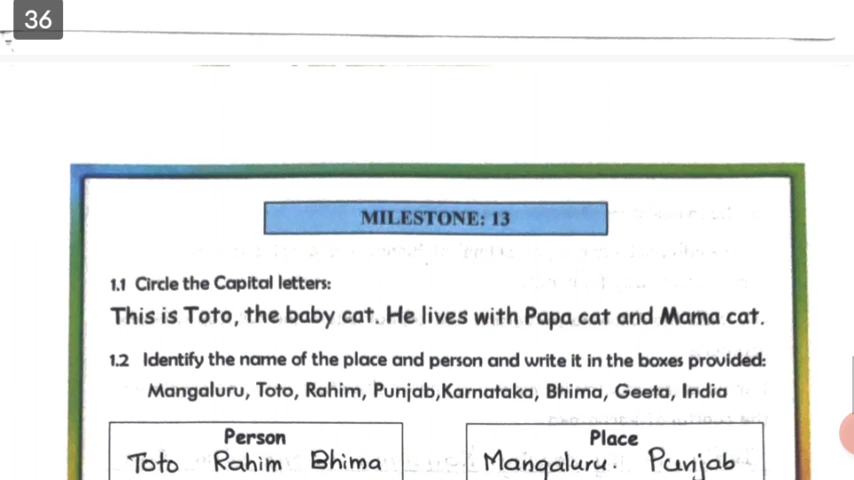 36
MILESTONE: 13
1.1 Circle the Capital letters:
This is Toto, the baby cat. He lives with Papa cat and Mama cat.
1.2 Identify the name of the place and person and write it in the boxes provided:
Mangaluru, Toto, Rahim, Punjab,Karnataka, Bhima, Geeta, India
Person
Toto Rahim Bhima
Place
Mangaluru. Punjab